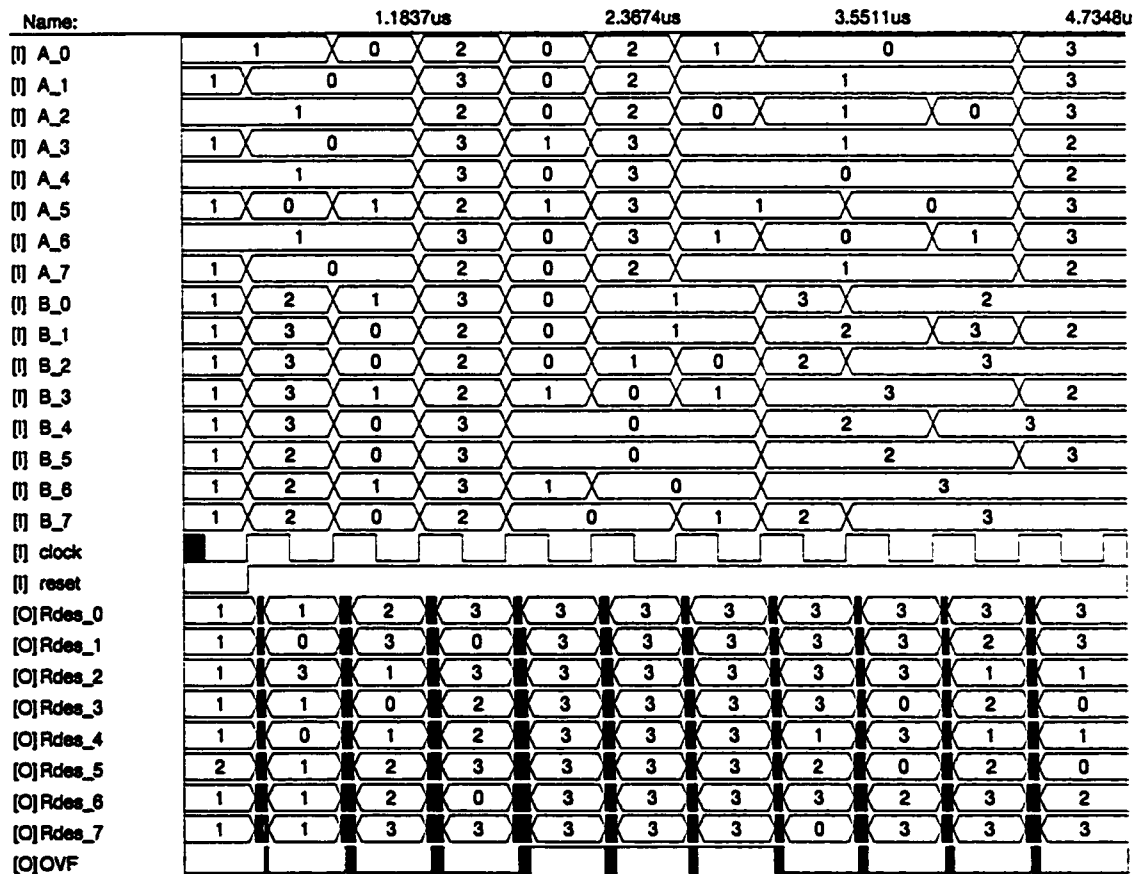 Name: 1.1837us 2.3674us 3.5511us 4.7348u
[I] A_0 1 0 2 0 2 1 0 3
[I] A_1 1 0 3 0 2 1 3
[I] A_2 1 2 0 2 0 1 0 3
[I] A_3 1 0 3 1 3 1 2
[I] A_4 1 3 0 3 0 2
[I] A_5 1 0 1 2 1 3 1 0 3
[I] A_6 1 3 0 3 1 0 1 3
[I] A_7 1 0 2 0 2 1 2
[I] B_0 1 2 1 3 0 1 3 2
[I] B_1 1 3 0 2 0 1 2 3 2
[I] B_2 1 3 0 2 0 1 0 2 3
[I] B_3 1 3 1 2 1 0 1 3 2
[I] B_4 1 3 0 3 0 2 3
[I] B_5 1 2 0 3 0 2 3
[I] B_6 1 2 1 3 1 0 3
[I] B_7 1 2 0 2 0 1 2 3
[I] clock
[I] reset
[O] Rdes_0 1 1 2 3 3 3 3 3 3 3 3
[O] Rdes_1 1 0 3 0 3 3 3 3 3 2 3
[O] Rdes_2 1 3 1 3 3 3 3 3 3 1 1
[O] Rdes_3 1 1 0 2 3 3 3 3 0 2 0
[O] Rdes_4 1 0 1 2 3 3 3 1 3 1 1
[O] Rdes_5 2 1 2 3 3 3 3 2 0 2 0
[O] Rdes_6 1 1 2 0 3 3 3 3 2 3 2
[O] Rdes_7 1 1 3 3 3 3 3 0 3 3 3
[O] OVF